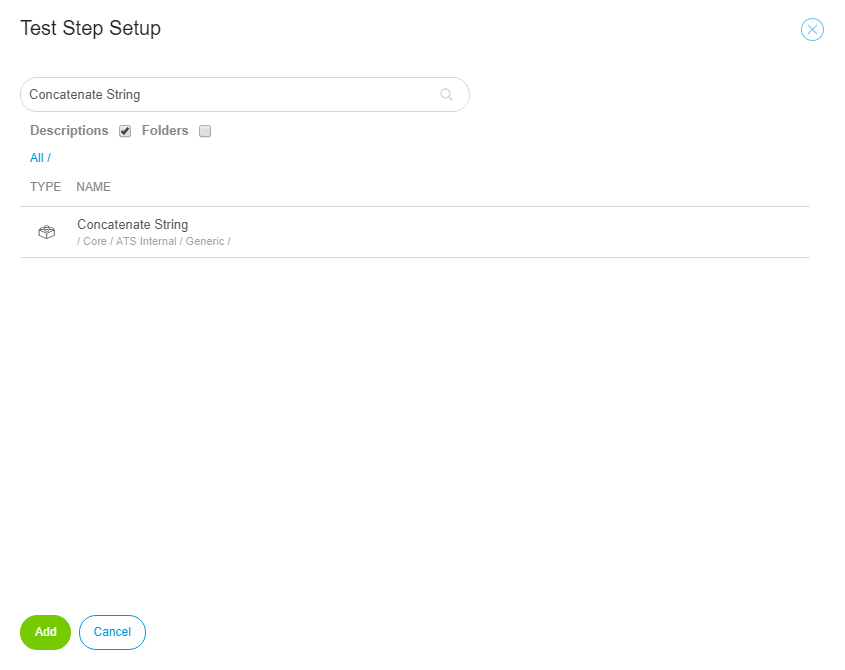 Test Step Setup
Concatenate String
Descriptions Folders
All /
TYPE NAME
Concatenate String
/ Core / ATS Internal / Generic /
Add Cancel